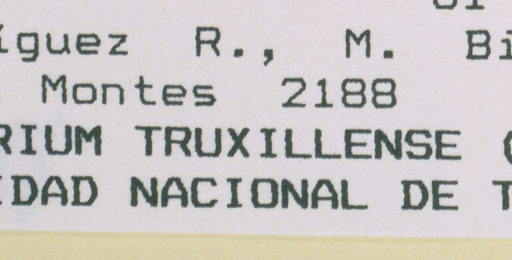 íguez R., M. Bi
Montes 2188
RIUM TRUXILLENSE (
IDAD NACIONAL DE T